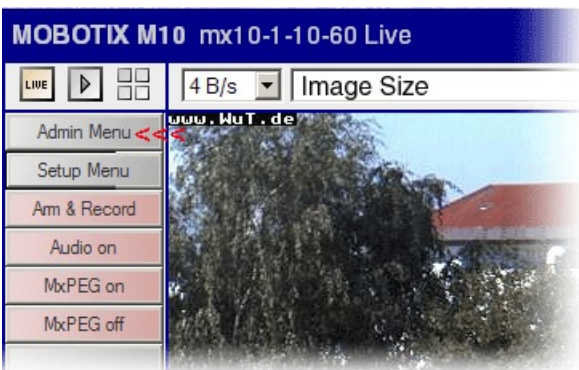 MOBOTIX M10 mx10-1-10-60 Live
LIVE 4 B/s Image Size
Admin Menu <<<
www.WuT.de
Setup Menu
Arm & Record
Audio on
MxPEG on
MxPEG off